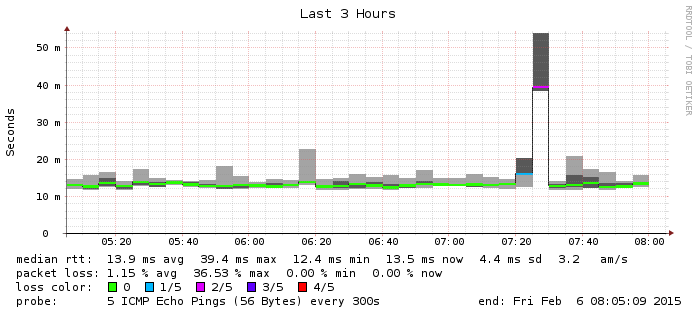 Last 3 Hours
RRDTOOL / TOBI OETIKER
Seconds
50 m
40 m
30 m
20 m
10 m
0
05:20 05:40 06:00 06:20 06:40 07:00 07:20 07:40 08:00
median rtt: 13.9 ms avg 39.4 ms max 12.4 ms min 13.5 ms now 4.4 ms sd 3.2 am/s
packet loss: 1.15 % avg 36.53 % max 0.00 % min 0.00 % now
loss color: 0 1/5 2/5 3/5 4/5
probe: 5 ICMP Echo Pings (56 Bytes) every 300s end: Fri Feb 6 08:05:09 2015